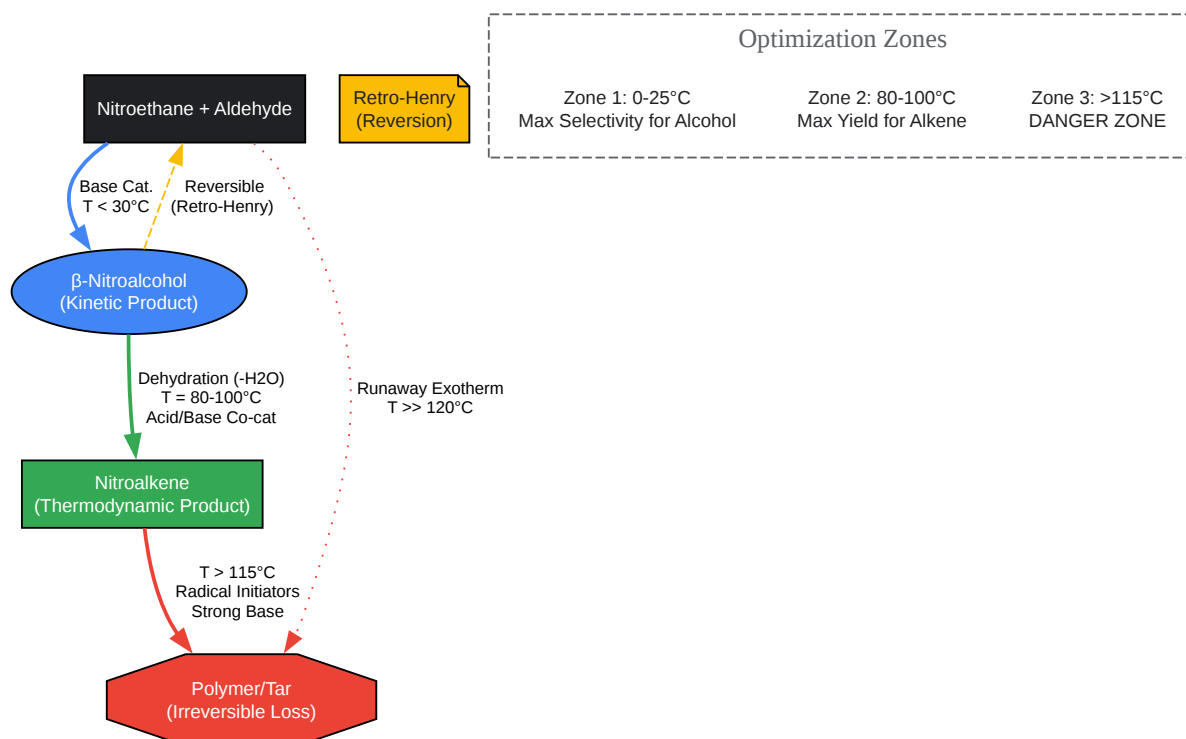 Optimization Zones
Nitroethane + Aldehyde
Retro-Henry
(Reversion)
Zone 1: 0-25°C
Max Selectivity for Alcohol
Zone 2: 80-100°C
Max Yield for Alkene
Zone 3: >115°C
DANGER ZONE
Base Cat.
T < 30°C
Reversible
(Retro-Henry)
β-Nitroalcohol
(Kinetic Product)
Dehydration (-H2O)
T = 80-100°C
Acid/Base Co-cat
Runaway Exotherm
T >> 120°C
Nitroalkene
(Thermodynamic Product)
T > 115°C
Radical Initiators
Strong Base
Polymer/Tar
(Irreversible Loss)